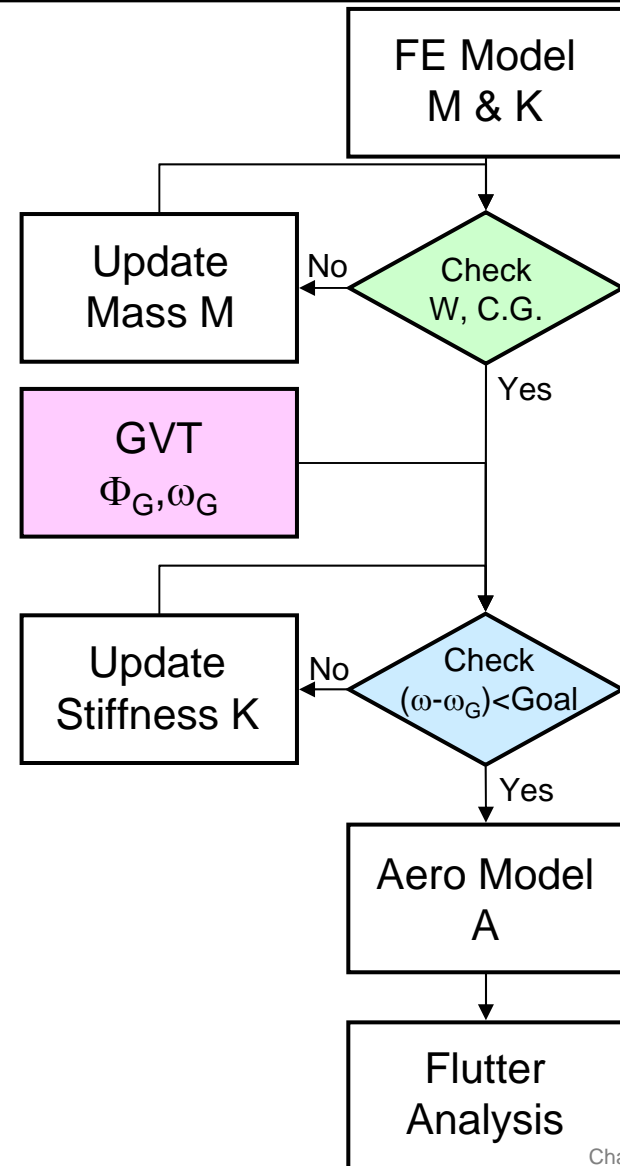 FE Model
M & K
Update
Mass M
No
Check
W, C.G.
Yes
GVT
Φ_G,ω_G
Update
Stiffness K
No
Check
(ω-ω_G)<Goal
Yes
Aero Model
A
Flutter
Analysis